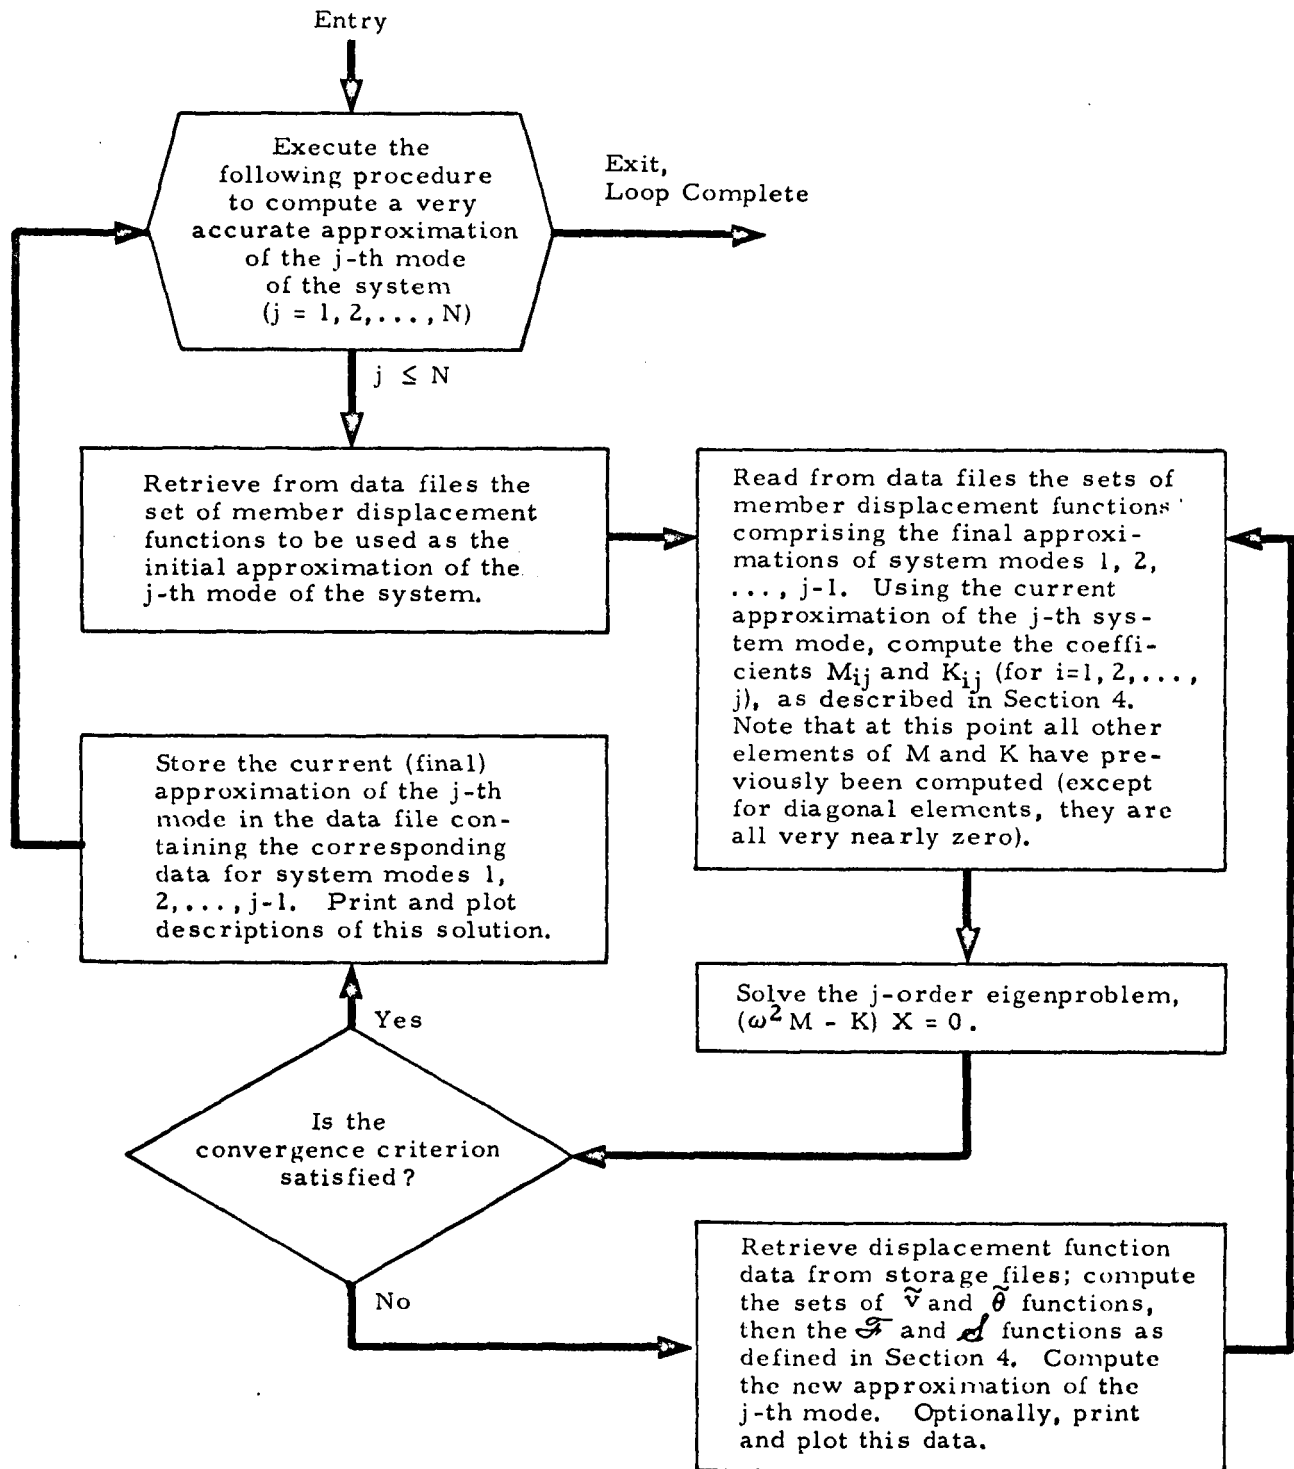 Entry
Execute the
following procedure
to compute a very
accurate approximation
of the j-th mode
of the system
(j = 1, 2, . . . , N)
Exit,
Loop Complete
j ≤ N
Retrieve from data files the
set of member displacement
functions to be used as the
initial approximation of the
j-th mode of the system.
Read from data files the sets of
member displacement functions
comprising the final approxi-
mations of system modes 1, 2,
. . . , j-1. Using the current
approximation of the j-th sys-
tem mode, compute the coeffi-
cients Mij and Kij (for i=1, 2, . . . ,
j), as described in Section 4.
Note that at this point all other
elements of M and K have pre-
viously been computed (except
for diagonal elements, they are
all very nearly zero).
Store the current (final)
approximation of the j-th
mode in the data file con-
taining the corresponding
data for system modes 1,
2, . . . , j-1. Print and plot
descriptions of this solution.
Solve the j-order eigenproblem,
(ω² M - K) X = 0.
Yes
Is the
convergence criterion
satisfied?
No
Retrieve displacement function
data from storage files; compute
the sets of ṽ and θ̃ functions,
then the ℱ and 𝒮 functions as
defined in Section 4. Compute
the new approximation of the
j-th mode. Optionally, print
and plot this data.